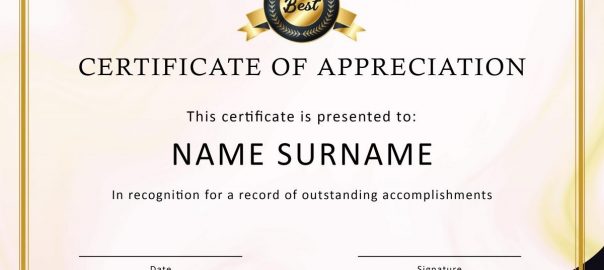 Best
CERTIFICATE OF APPRECIATION
This certificate is presented to:
NAME SURNAME
In recognition for a record of outstanding accomplishments
Date
Signature